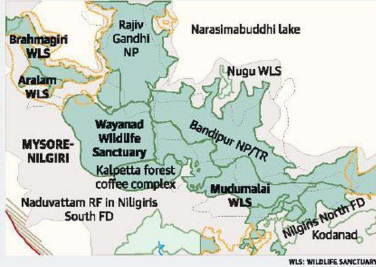 Rajiv
Gandhi
NP
Narasimabuddhi lake
Brahmagiri
WLS
Aralam
WLS
Nugu WLS
Wayanad
Wildlife
Sanctuary
Bandipur NP/TR
MYSORE-
NILGIRI
Kalpetta forest
coffee complex
Mudumalai
WLS
Naduvattam RF in Niligiris
South FD
Nilgiris North FD
Kodanad
WLS: WILDLIFE SANCTUARY